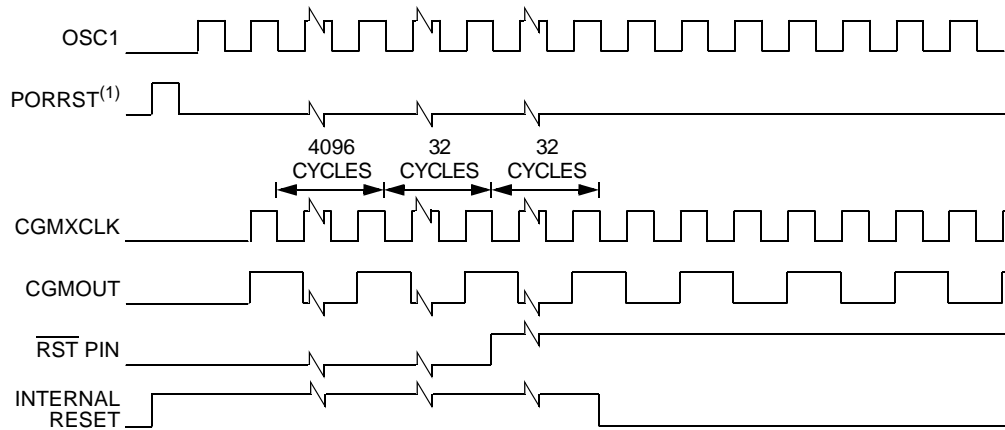 OSC1
PORRST(1)
4096
CYCLES
32
CYCLES
32
CYCLES
CGMXCLK
CGMOUT
RST PIN
INTERNAL
RESET